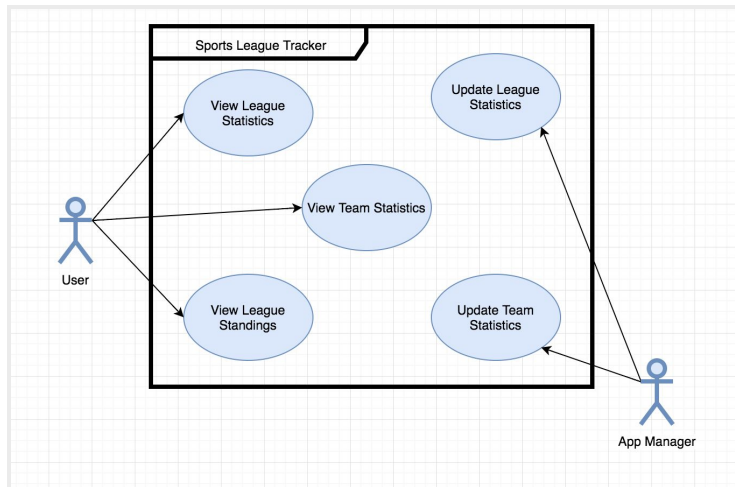 Sports League Tracker
View League
Statistics
Update League
Statistics
View Team Statistics
User
View League
Standings
Update Team
Statistics
App Manager